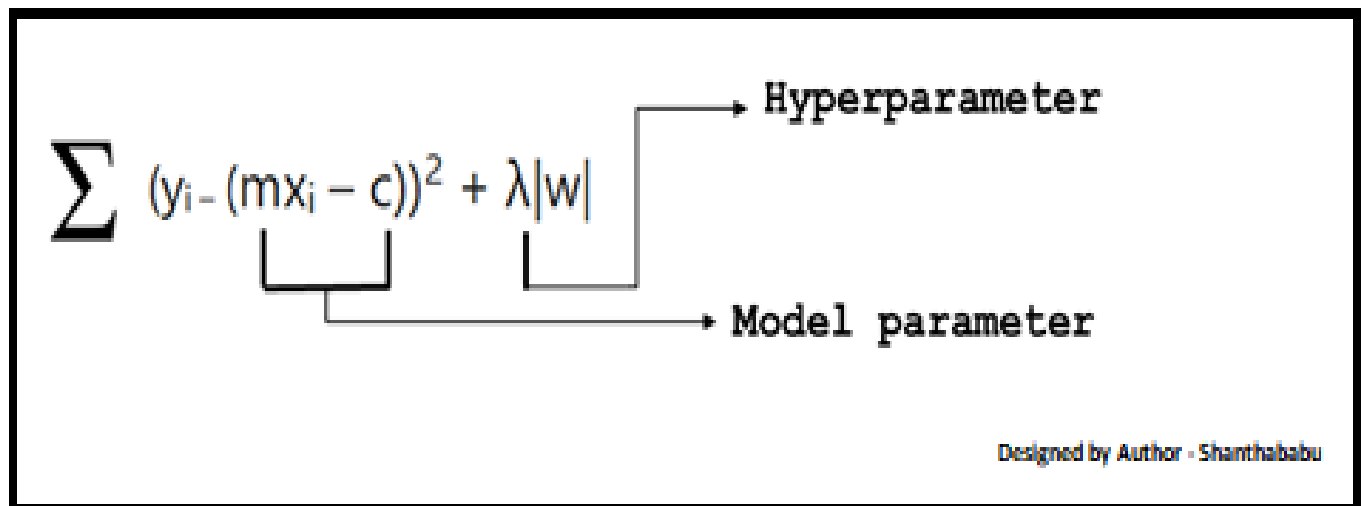 Hyperparameter
∑ (yᵢ₋ (mxᵢ – c))² + λ|w|
Model parameter
Designed by Author - Shanthababu